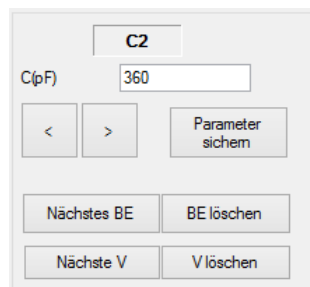 C2
C(pF) 360
< > Parameter
sichern
Nächstes BE BE löschen
Nächste V V löschen